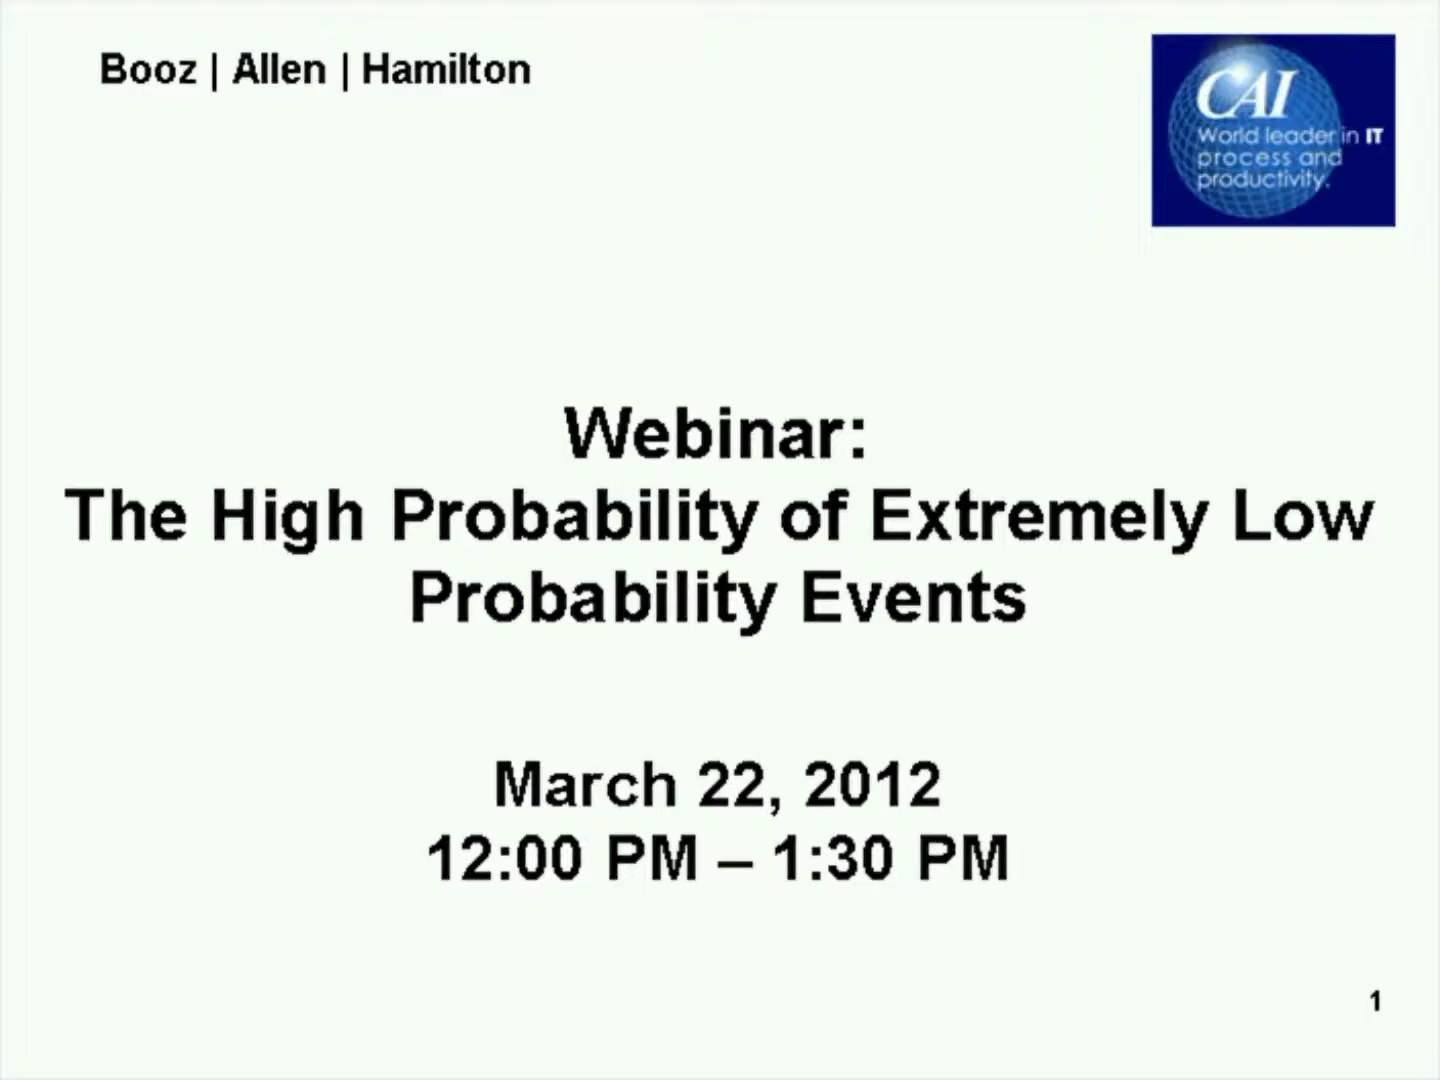 Booz | Allen | Hamilton
CAI
World leader in IT
process and
productivity.
Webinar:
The High Probability of Extremely Low
Probability Events
March 22, 2012
12:00 PM – 1:30 PM
1